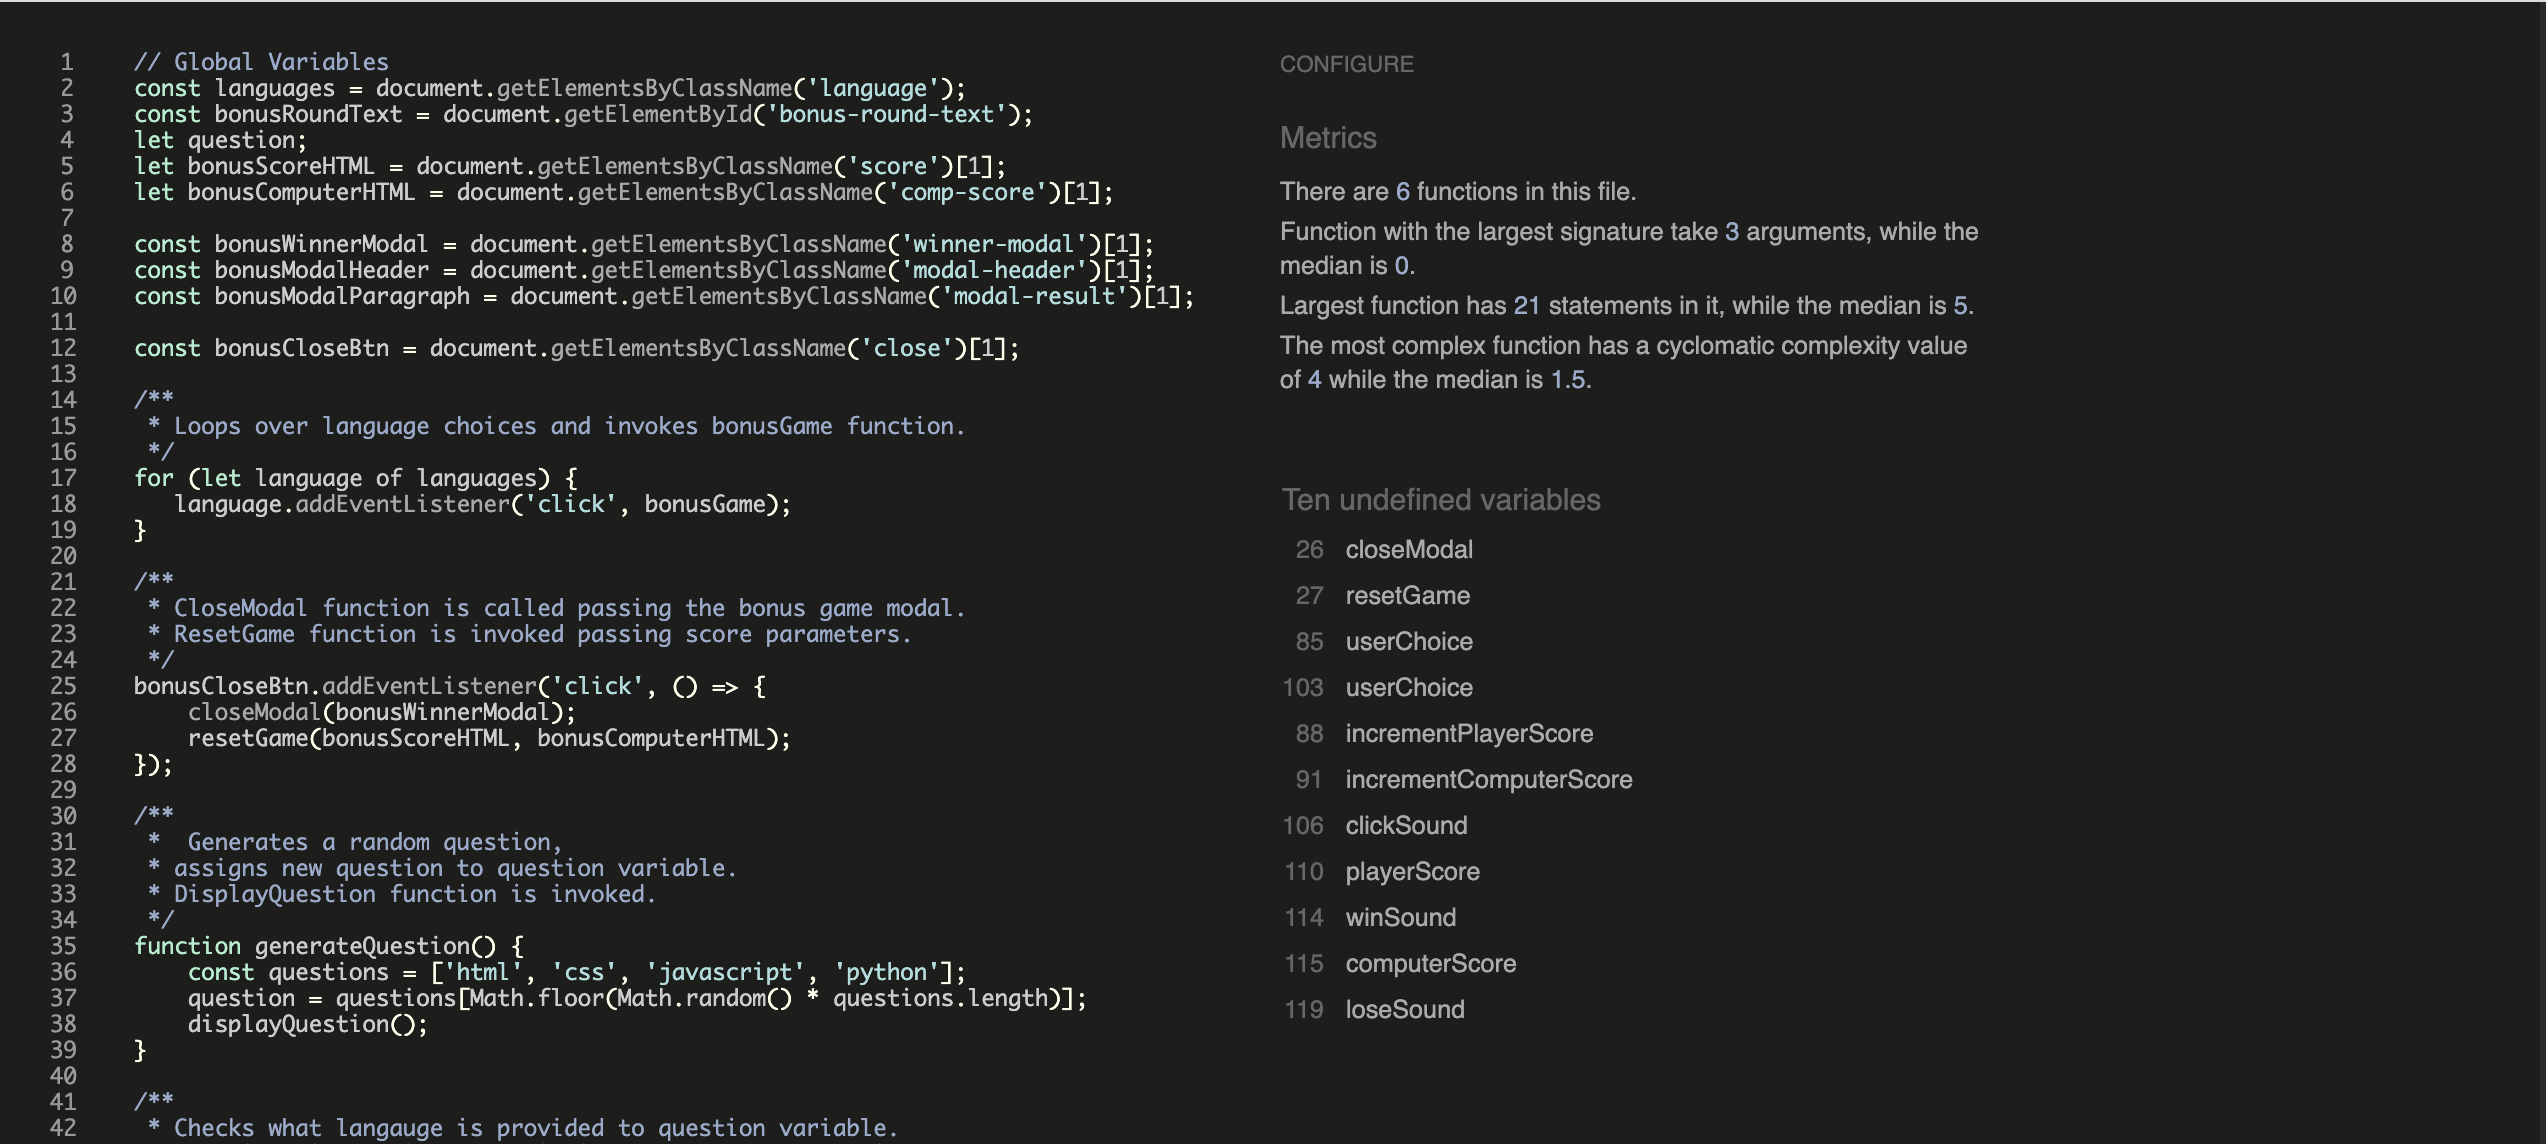 1 // Global Variables
2 const languages = document.getElementsByClassName('language');
3 const bonusRoundText = document.getElementById('bonus-round-text');
4 let question;
5 let bonusScoreHTML = document.getElementsByClassName('score')[1];
6 let bonusComputerHTML = document.getElementsByClassName('comp-score')[1];
7
8 const bonusWinnerModal = document.getElementsByClassName('winner-modal')[1];
9 const bonusModalHeader = document.getElementsByClassName('modal-header')[1];
10 const bonusModalParagraph = document.getElementsByClassName('modal-result')[1];
11
12 const bonusCloseBtn = document.getElementsByClassName('close')[1];
13
14 /**
15  * Loops over language choices and invokes bonusGame function.
16  */
17 for (let language of languages) {
18    language.addEventListener('click', bonusGame);
19 }
20
21 /**
22  * CloseModal function is called passing the bonus game modal.
23  * ResetGame function is invoked passing score parameters.
24  */
25 bonusCloseBtn.addEventListener('click', () => {
26     closeModal(bonusWinnerModal);
27     resetGame(bonusScoreHTML, bonusComputerHTML);
28 });
29
30 /**
31  *  Generates a random question,
32  * assigns new question to question variable.
33  * DisplayQuestion function is invoked.
34  */
35 function generateQuestion() {
36     const questions = ['html', 'css', 'javascript', 'python'];
37     question = questions[Math.floor(Math.random() * questions.length)];
38     displayQuestion();
39 }
40
41 /**
42  * Checks what langauge is provided to question variable.
CONFIGURE
Metrics
There are 6 functions in this file.
Function with the largest signature take 3 arguments, while the
median is 0.
Largest function has 21 statements in it, while the median is 5.
The most complex function has a cyclomatic complexity value
of 4 while the median is 1.5.
Ten undefined variables
26 closeModal
27 resetGame
85 userChoice
103 userChoice
88 incrementPlayerScore
91 incrementComputerScore
106 clickSound
110 playerScore
114 winSound
115 computerScore
119 loseSound